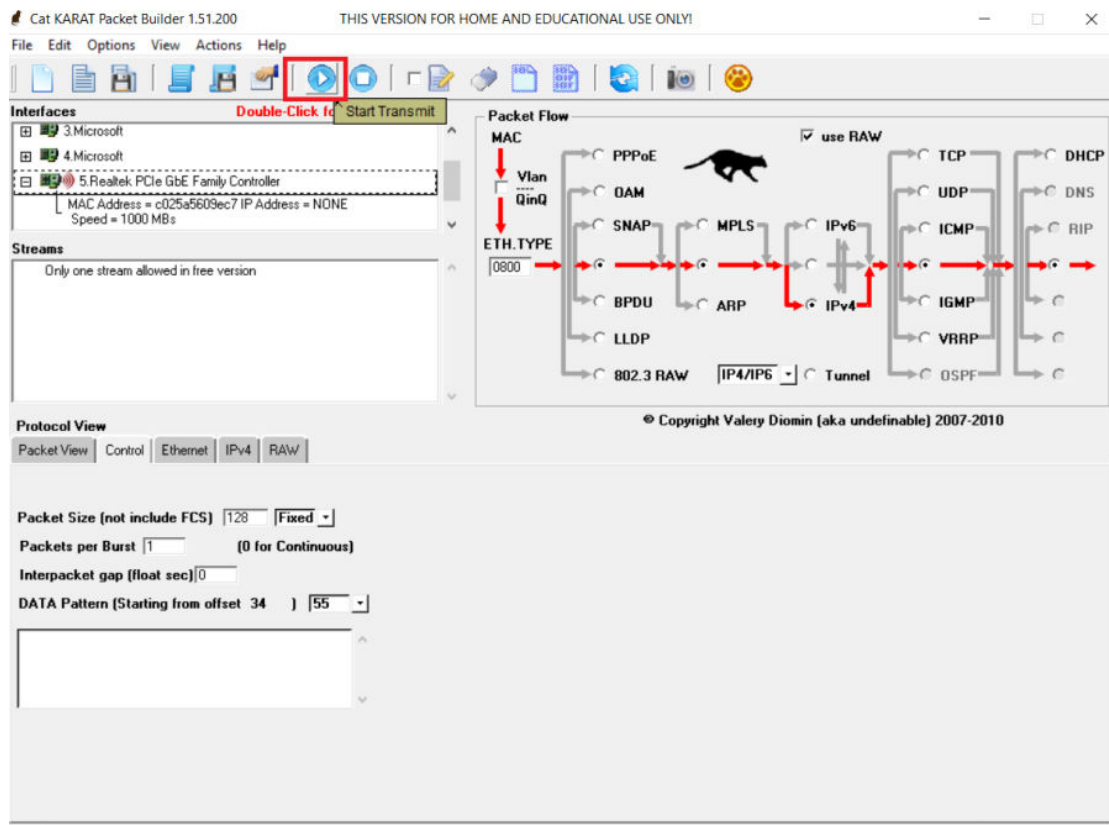 Cat KARAT Packet Builder 1.51.200 THIS VERSION FOR HOME AND EDUCATIONAL USE ONLY!
File Edit Options View Actions Help
Interfaces Double-Click fo
Start Transmit
3.Microsoft
4.Microsoft
5.Realtek PCIe GbE Family Controller
MAC Address = c025a5609ec7 IP Address = NONE
Speed = 1000 MBs
Streams
Only one stream allowed in free version
Packet Flow
MAC
use RAW
Vlan
----
QinQ
ETH.TYPE
0800
PPPoE
OAM
SNAP
BPDU
LLDP
802.3 RAW
MPLS
ARP
IP4/IP6
IPv6
IPv4
Tunnel
TCP
UDP
ICMP
IGMP
VRRP
OSPF
DHCP
DNS
RIP
© Copyright Valery Diomin (aka undefinable) 2007-2010
Protocol View
Packet View Control Ethernet IPv4 RAW
Packet Size (not include FCS) 128 Fixed
Packets per Burst 1 (0 for Continuous)
Interpacket gap (float sec) 0
DATA Pattern (Starting from offset 34 ) 55